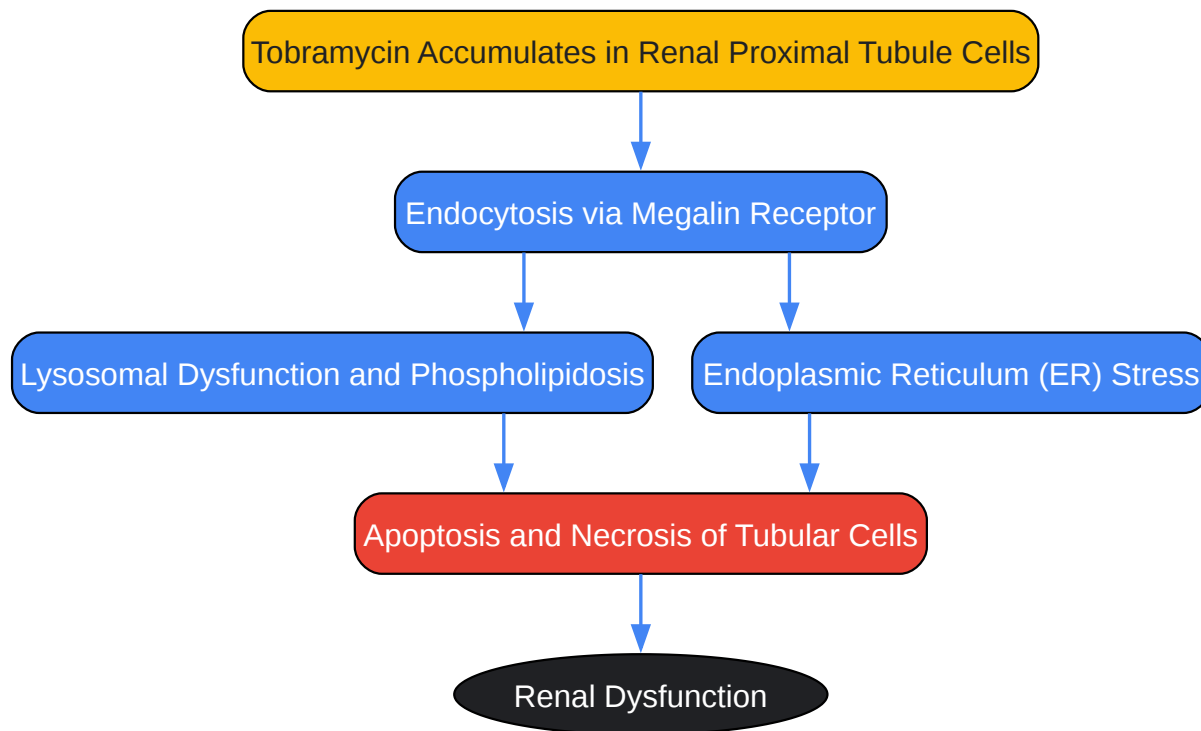 Tobramycin Accumulates in Renal Proximal Tubule Cells
Endocytosis via Megalin Receptor
Lysosomal Dysfunction and Phospholipidosis
Endoplasmic Reticulum (ER) Stress
Apoptosis and Necrosis of Tubular Cells
Renal Dysfunction